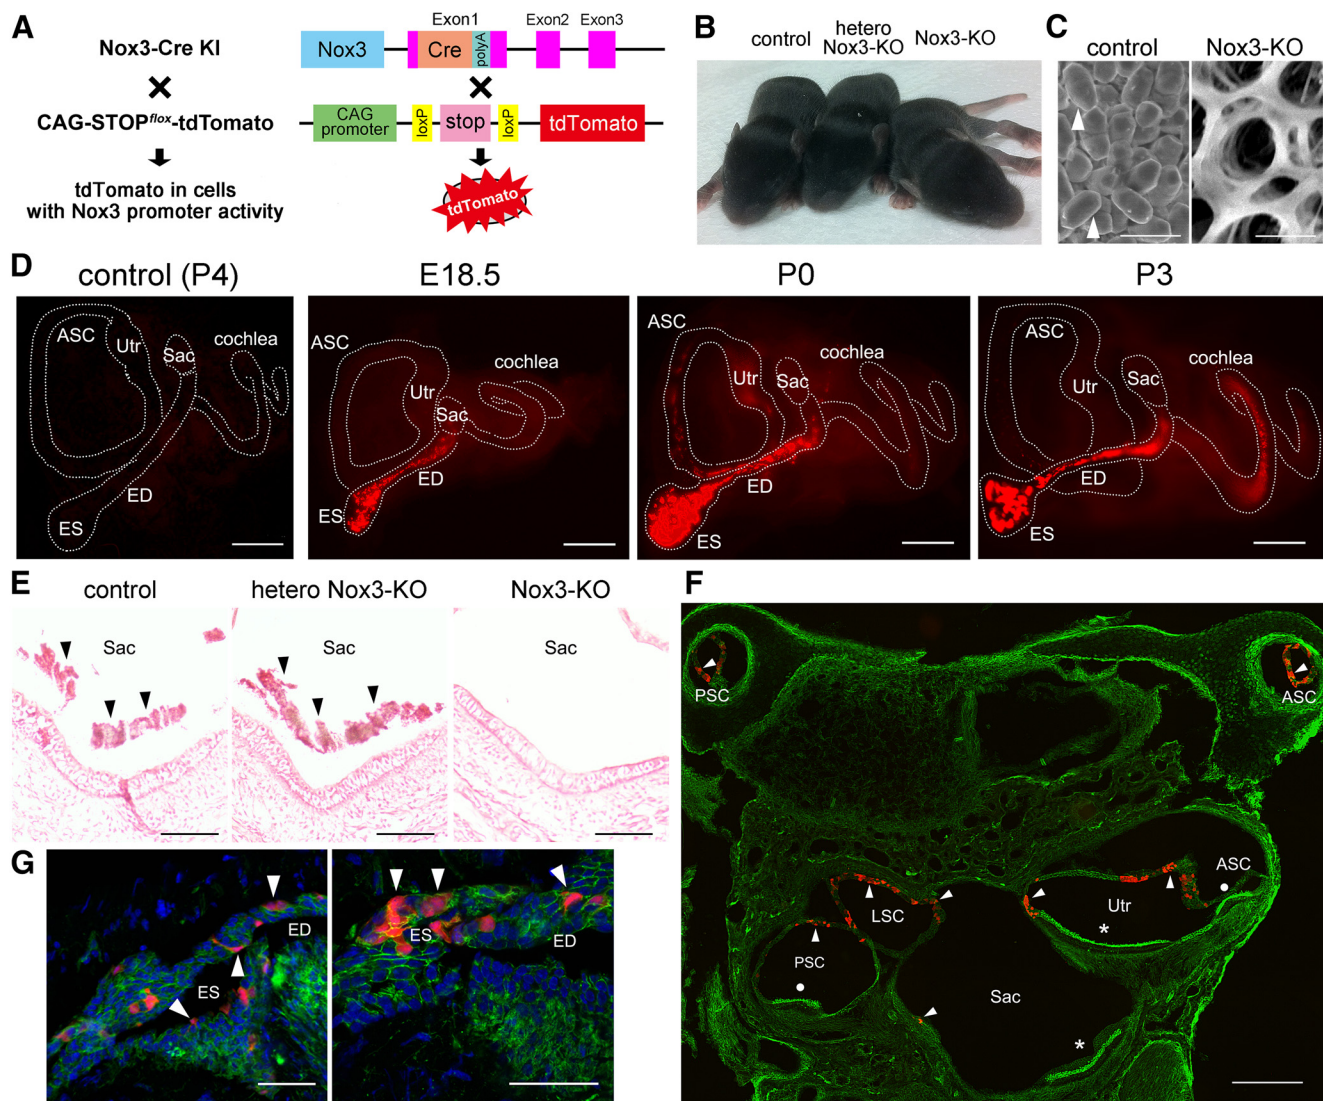 A
Nox3-Cre KI
CAG-STOPflox-tdTomato
tdTomato in cells
with Nox3 promoter activity
Exon1
Exon2
Exon3
Nox3
Cre
polyA
CAG
promoter
loxP
stop
loxP
tdTomato
tdTomato
B
control
hetero
Nox3-KO
Nox3-KO
C
control
Nox3-KO
D
control (P4)
E18.5
P0
P3
ASC
Utr
Sac
cochlea
ED
ES
ASC
Utr
Sac
cochlea
ED
ES
ASC
Utr
Sac
cochlea
ED
ES
ASC
Utr
Sac
cochlea
ED
ES
E
control
hetero Nox3-KO
Nox3-KO
Sac
Sac
Sac
F
PSC
ASC
LSC
PSC
Sac
Utr
ASC
*
*
G
ED
ES
ES
ED